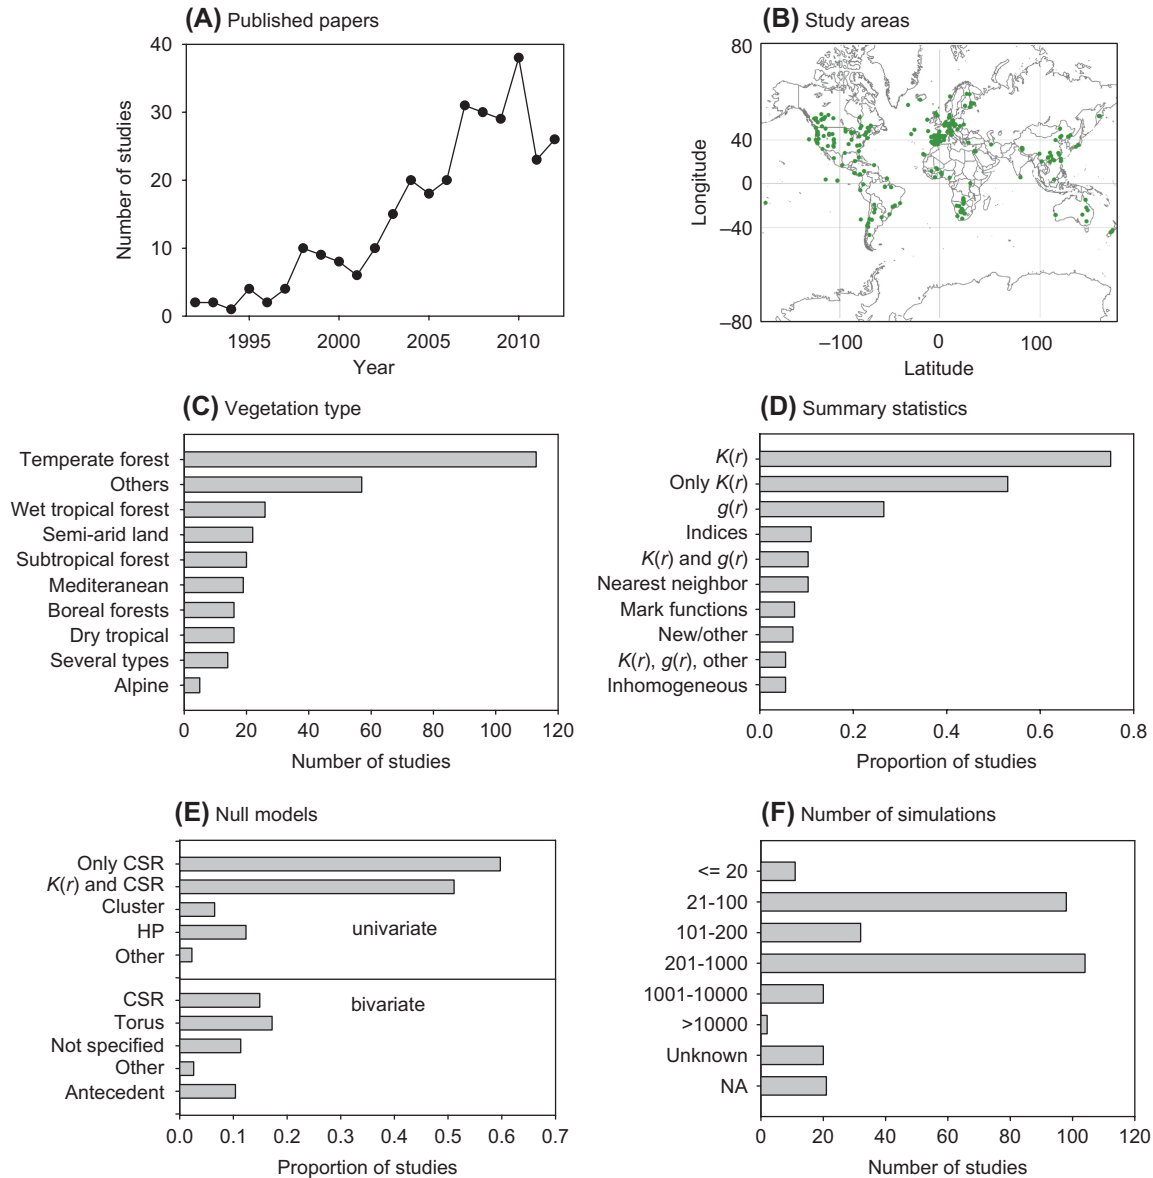 (A) Published papers
40
30
20
10
0
Number of studies
1995
2000
2005
2010
Year
(B) Study areas
80
40
0
–40
–80
Longitude
–100
0
100
Latitude
(C) Vegetation type
Temperate forest
Others
Wet tropical forest
Semi-arid land
Subtropical forest
Mediteranean
Boreal forests
Dry tropical
Several types
Alpine
0
20
40
60
80
100
120
Number of studies
(D) Summary statistics
K(r)
Only K(r)
g(r)
Indices
K(r) and g(r)
Nearest neighbor
Mark functions
New/other
K(r), g(r), other
Inhomogeneous
0.0
0.2
0.4
0.6
0.8
Proportion of studies
(E) Null models
Only CSR
K(r) and CSR
Cluster
HP
Other
univariate
CSR
Torus
Not specified
Other
Antecedent
bivariate
0.0
0.1
0.2
0.3
0.4
0.5
0.6
0.7
Proportion of studies
(F) Number of simulations
<= 20
21-100
101-200
201-1000
1001-10000
>10000
Unknown
NA
0
20
40
60
80
100
120
Number of studies